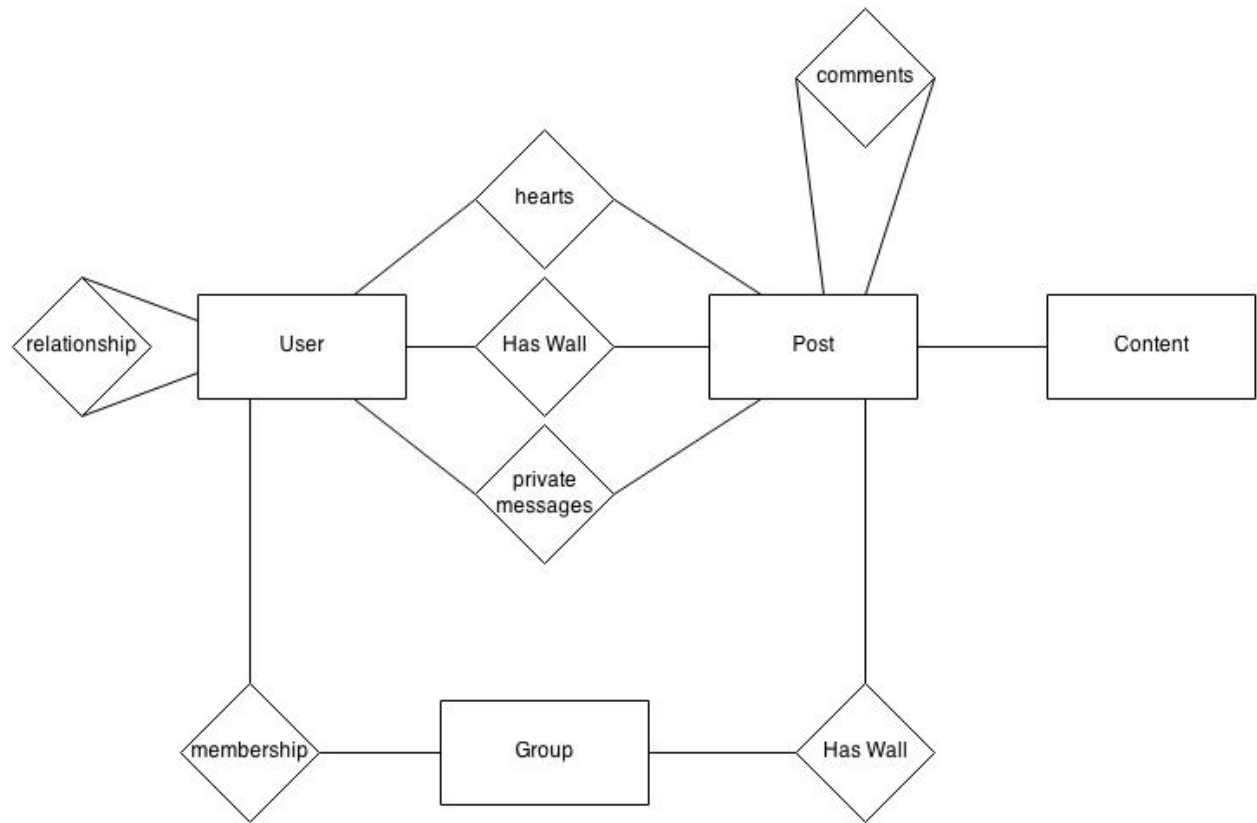 comments
hearts
relationship
User
Has Wall
Post
Content
private
messages
membership
Group
Has Wall